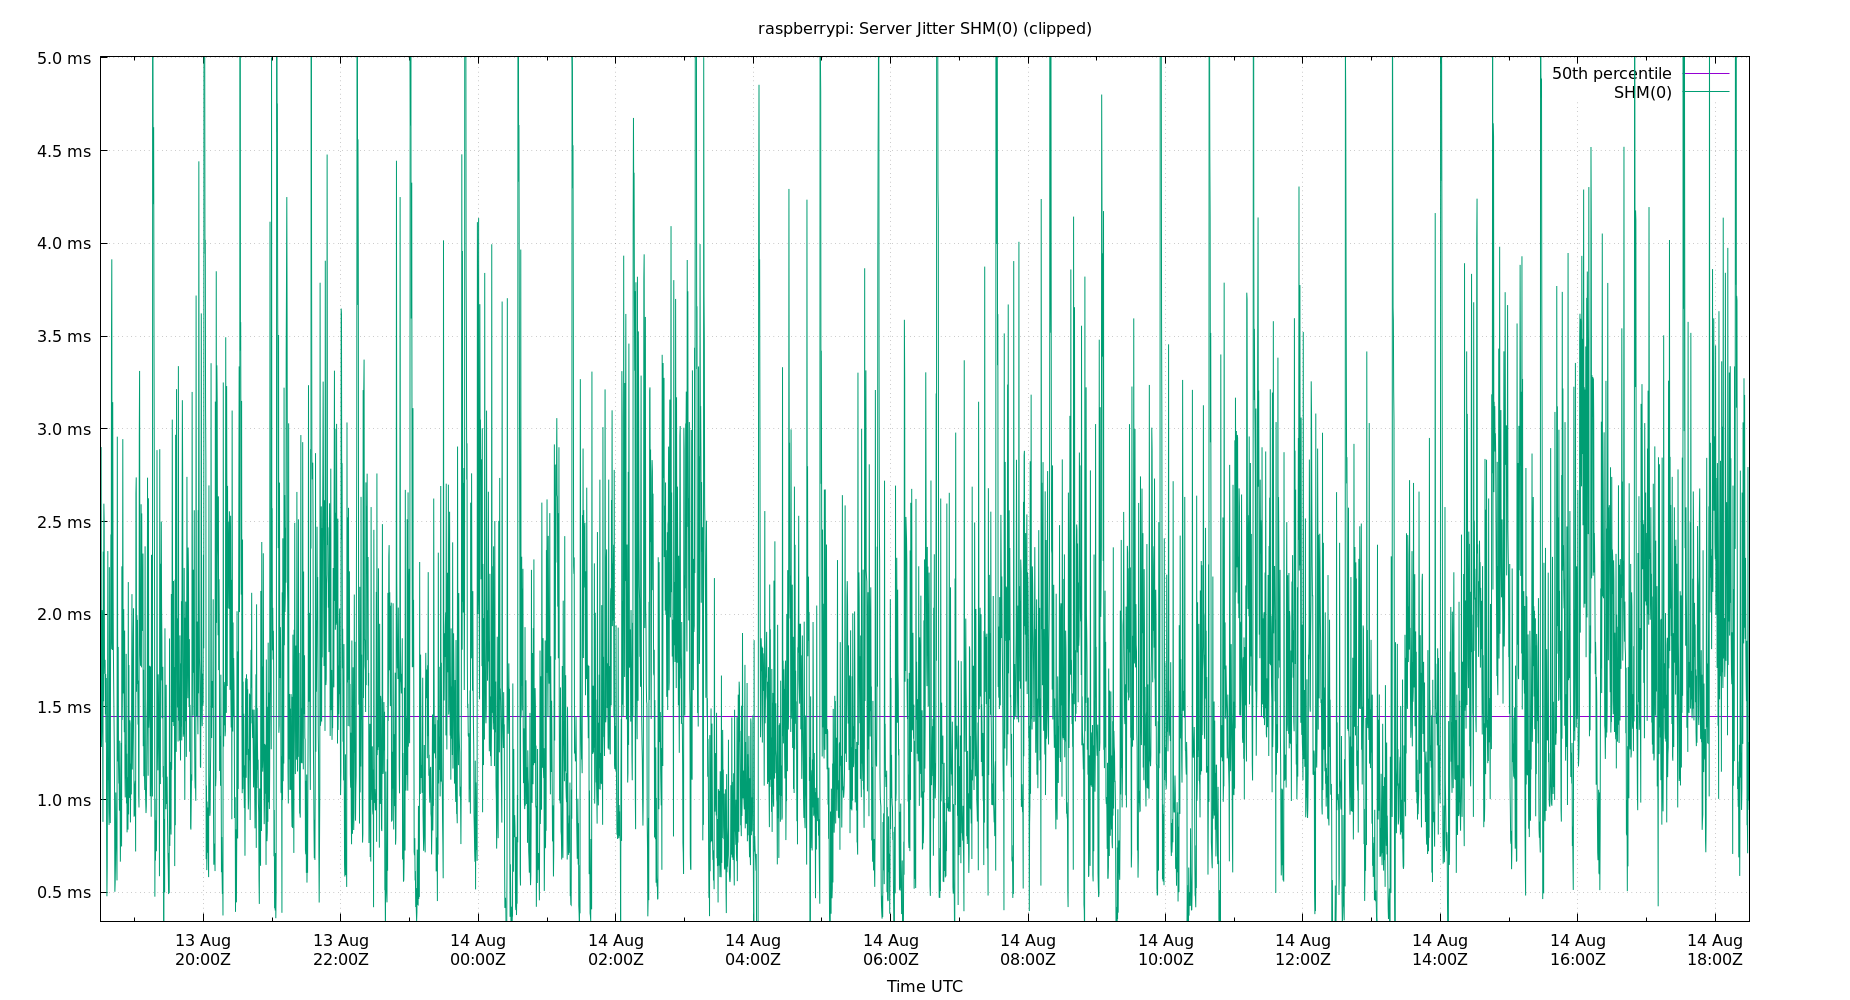 raspberrypi: Server Jitter SHM(0) (clipped)
5.0 ms
50th percentile
SHM(0)
4.5 ms
4.0 ms
3.5 ms
3.0 ms
2.5 ms
2.0 ms
1.5 ms
1.0 ms
0.5 ms
13 Aug 13 Aug 14 Aug 14 Aug 14 Aug 14 Aug 14 Aug 14 Aug 14 Aug 14 Aug 14 Aug 14 Aug
20:00Z 22:00Z 00:00Z 02:00Z 04:00Z 06:00Z 08:00Z 10:00Z 12:00Z 14:00Z 16:00Z 18:00Z
Time UTC